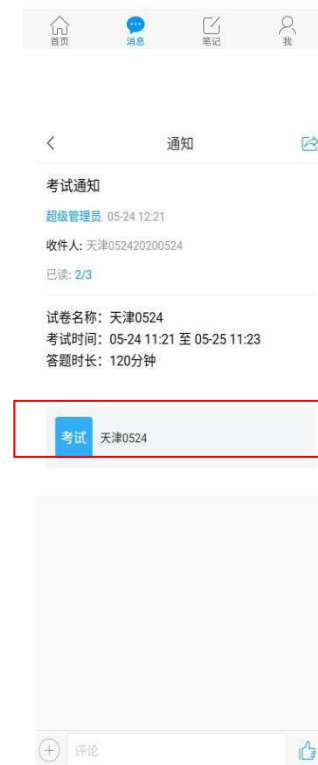 首页 消息 笔记 我
通知
考试通知
超级管理员 05-24 12:21
收件人: 天津052420200524
已读: 2/3
试卷名称：天津0524
考试时间：05-24 11:21 至 05-25 11:23
答题时长：120分钟
考试 天津0524
评论